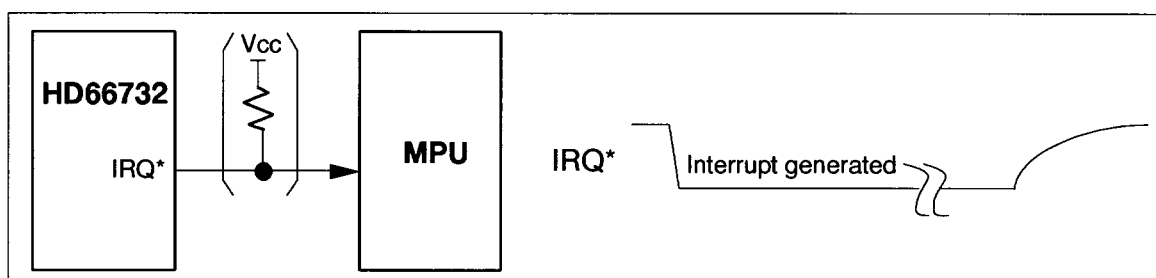 Vcc
HD66732
IRQ*
MPU
IRQ*
Interrupt generated